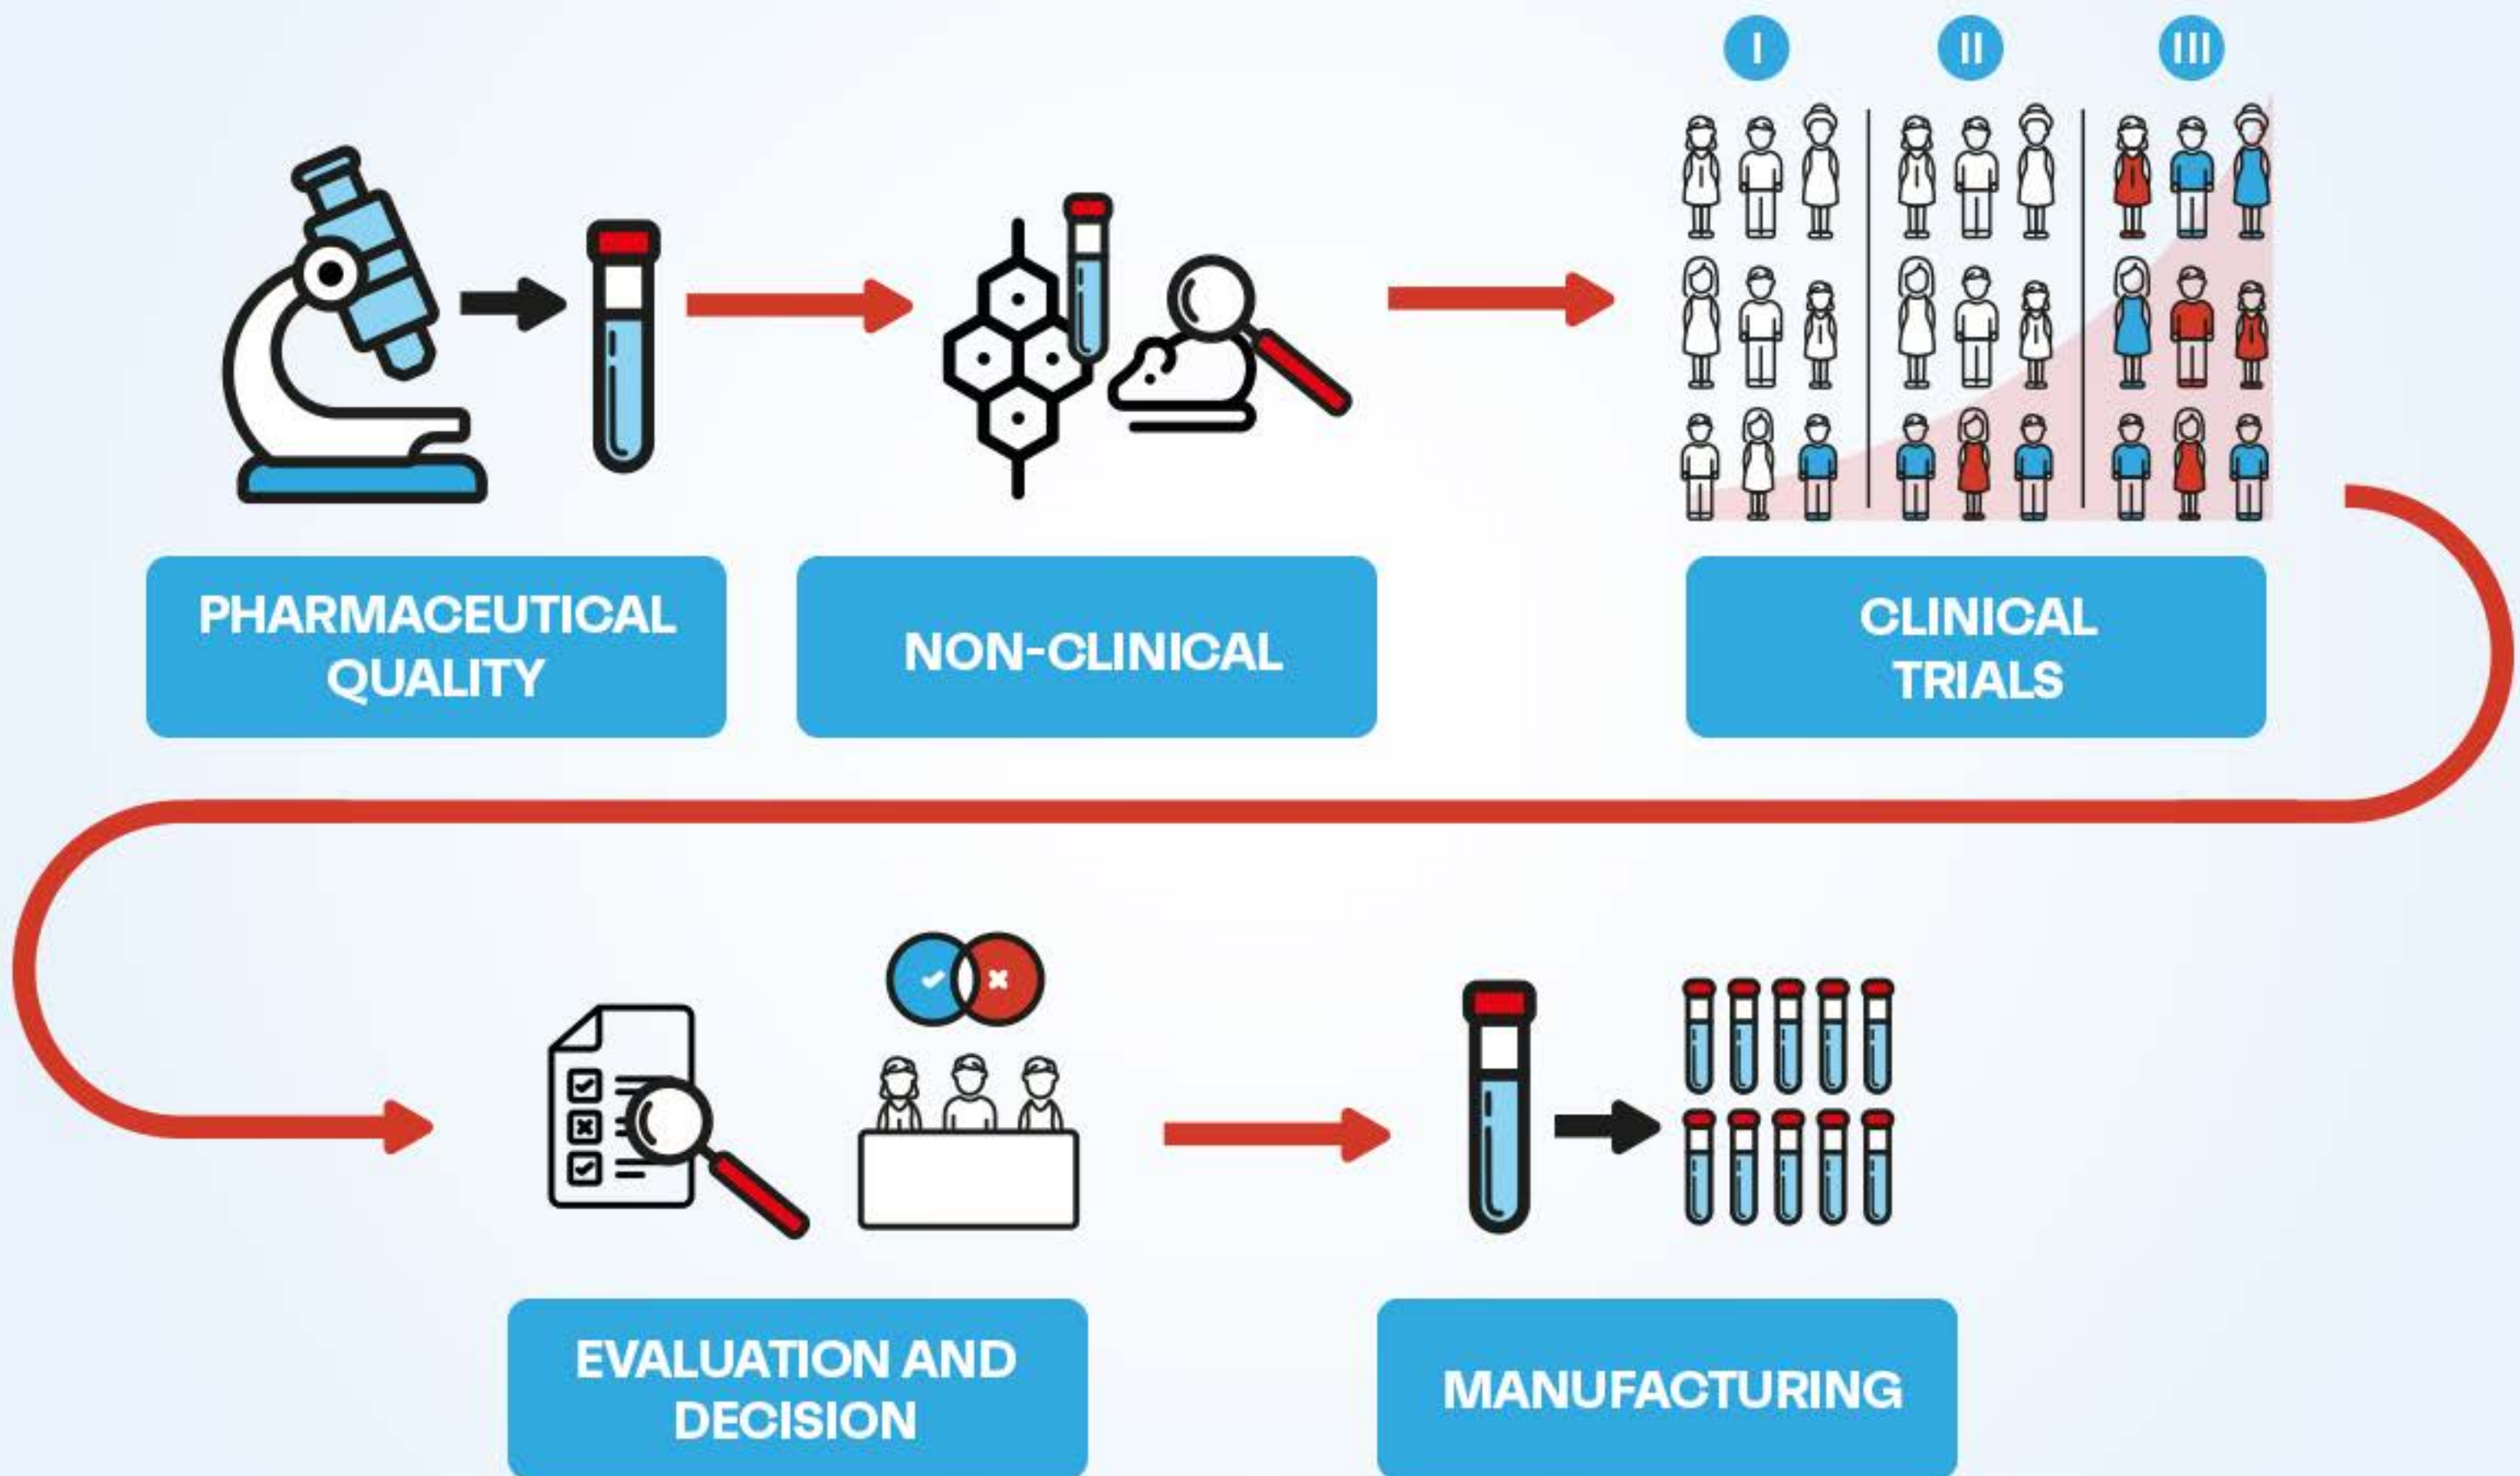 I
II
III
PHARMACEUTICAL
QUALITY
NON-CLINICAL
CLINICAL
TRIALS
EVALUATION AND
DECISION
MANUFACTURING